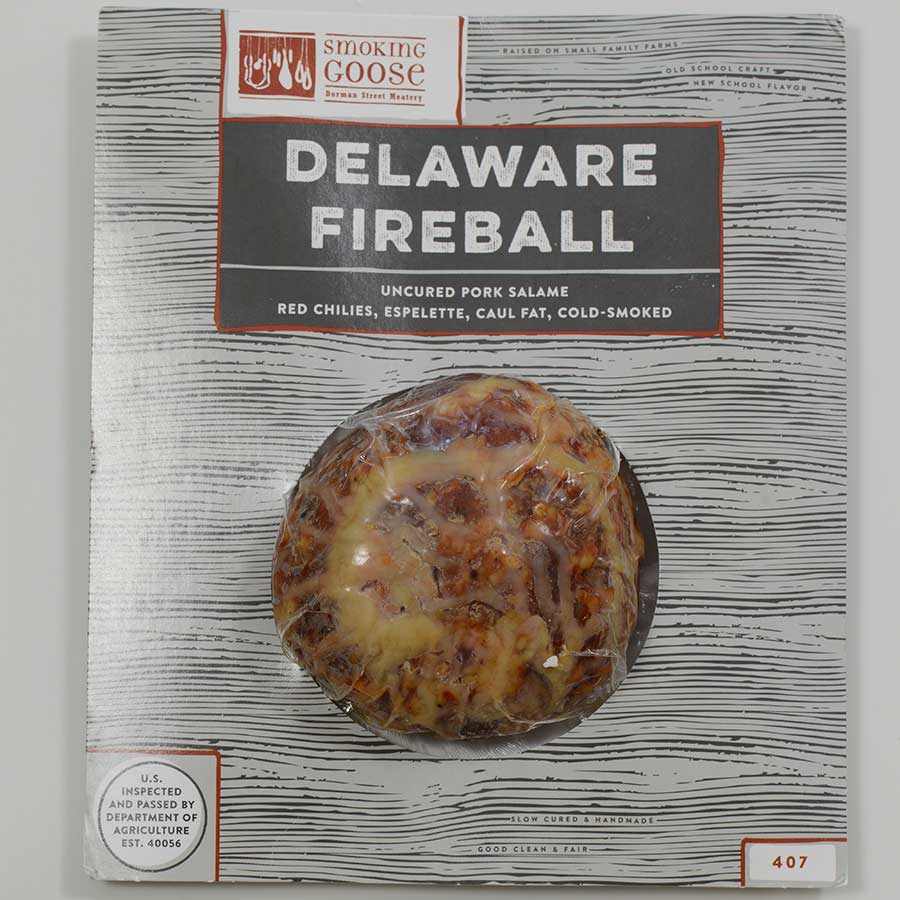 SMOKING
GOOSE
Dorman Street Meatery
RAISED ON SMALL FAMILY FARMS
OLD SCHOOL CRAFT
NEW SCHOOL FLAVOR
DELAWARE
FIREBALL
UNCURED PORK SALAME
RED CHILIES, ESPELETTE, CAUL FAT, COLD-SMOKED
U.S.
INSPECTED
AND PASSED BY
DEPARTMENT OF
AGRICULTURE
EST. 40056
SLOW CURED & HANDMADE
GOOD CLEAN & FAIR
407